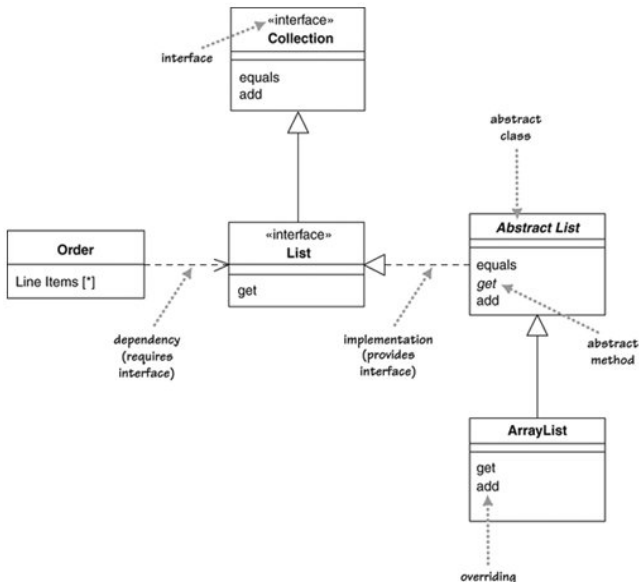 «interface»
Collection
interface
equals
add
abstract
class
«interface»
List
get
Order
Line Items [*]
Abstract List
equals
get
add
dependency
(requires
interface)
implementation
(provides
interface)
abstract
method
ArrayList
get
add
overriding